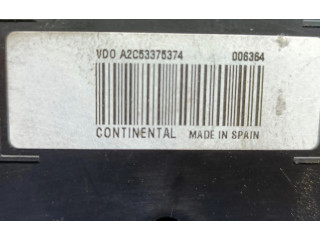 VDO A2C53375374 006364
CONTINENTAL MADE IN SPAIN